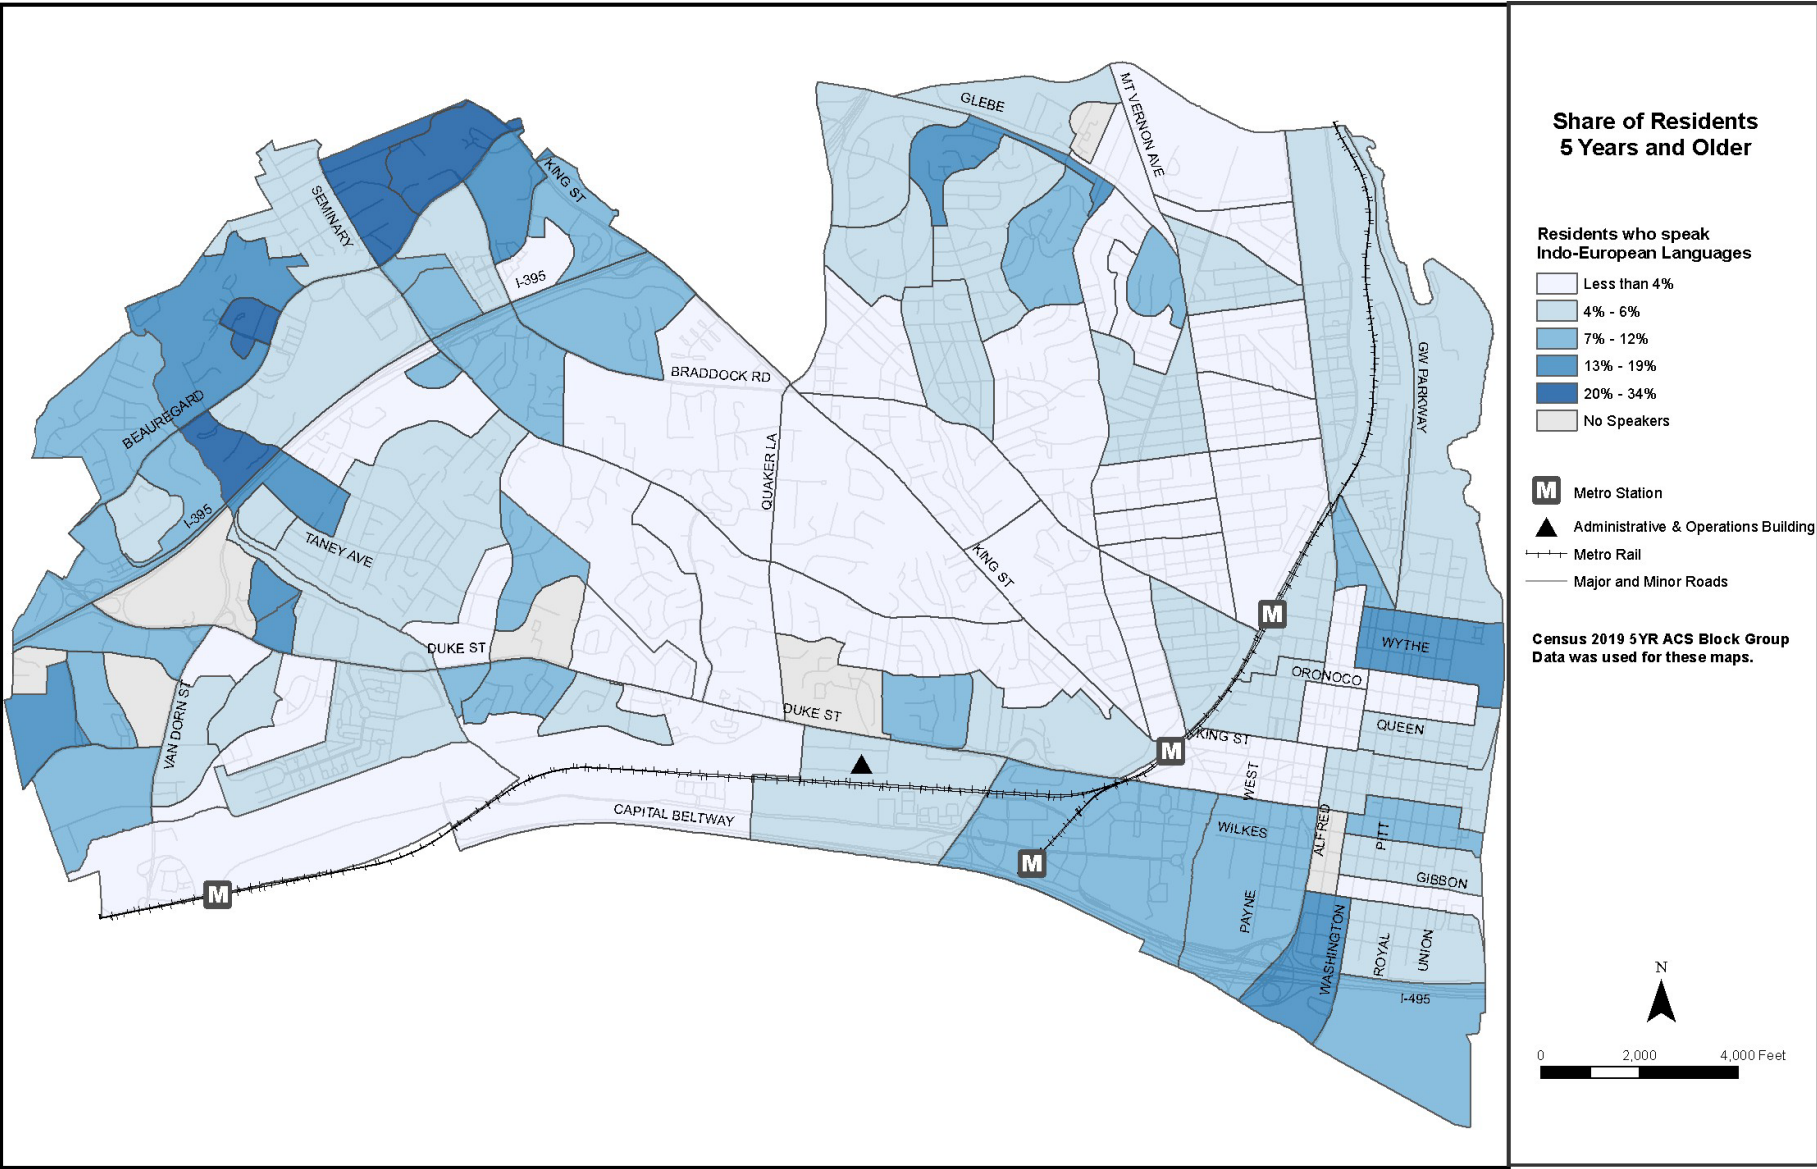 GLEBE
MT VERNON AVE
KING ST
SEMINARY
I-395
GW PARKWAY
BRADDOCK RD
BEAUREGARD
QUAKER LA
I-395
TANEY AVE
KING ST
DUKE ST
WYTHE
ORONOCO
M
VAN DORN ST
DUKE ST
QUEEN
KING ST
M
WEST
CAPITAL BELTWAY
WILKES
ALFRED
PITT
M
GIBBON
M
PAYNE
WASHINGTON
ROYAL
UNION
I-495
Share of Residents
5 Years and Older
Residents who speak
Indo-European Languages
Less than 4%
4% - 6%
7% - 12%
13% - 19%
20% - 34%
No Speakers
M Metro Station
Administrative & Operations Building
Metro Rail
Major and Minor Roads
Census 2019 5YR ACS Block Group
Data was used for these maps.
N
0 2,000 4,000 Feet